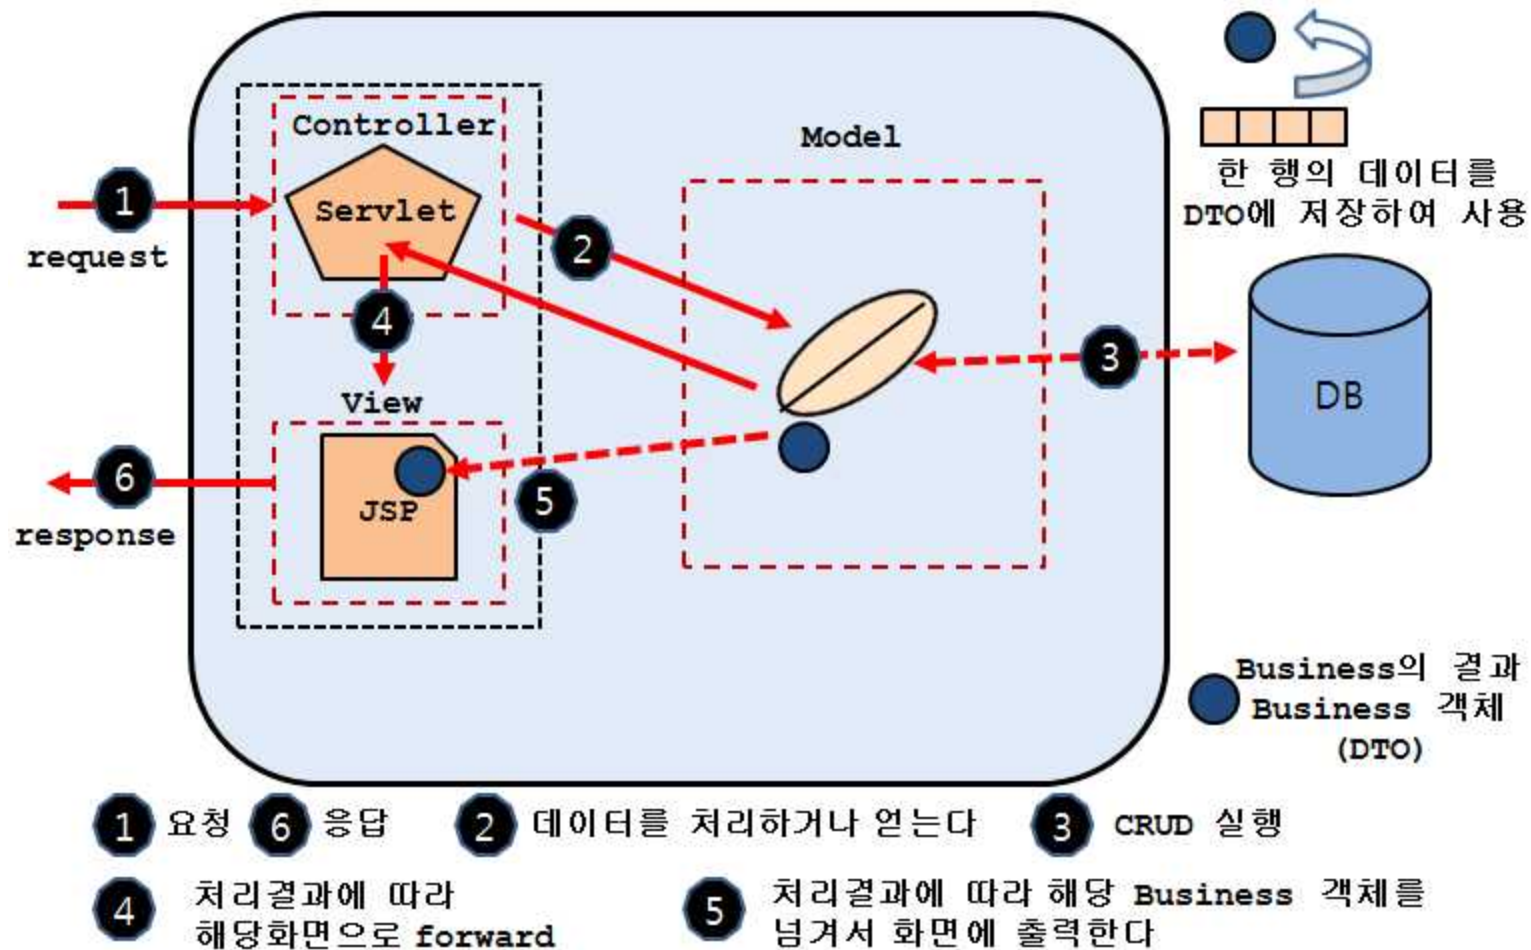 Controller
Servlet
1
request
2
4
View
JSP
5
6
response
Model
3
한 행의 데이터를
DTO에 저장하여 사용
DB
Business의 결과
Business 객체
(DTO)
1 요청 6 응답 2 데이터를 처리하거나 얻는다 3 CRUD 실행
4 처리결과에 따라
해당화면으로 forward
5 처리결과에 따라 해당 Business 객체를
넘겨서 화면에 출력한다